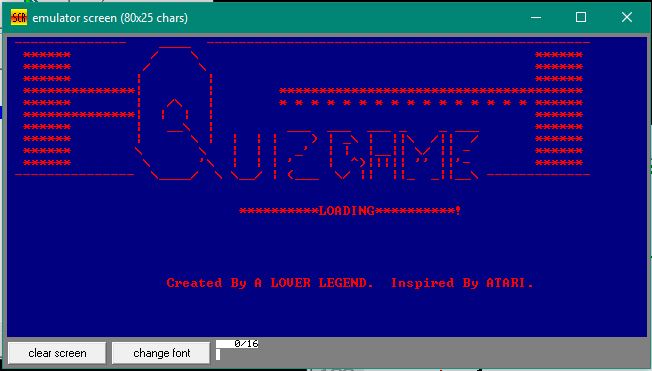 emulator screen (80x25 chars)
QUIZGAME
**********LOADING**********!
Created By A LOVER LEGEND. Inspired By ATARI.
clear screen
change font
0/16